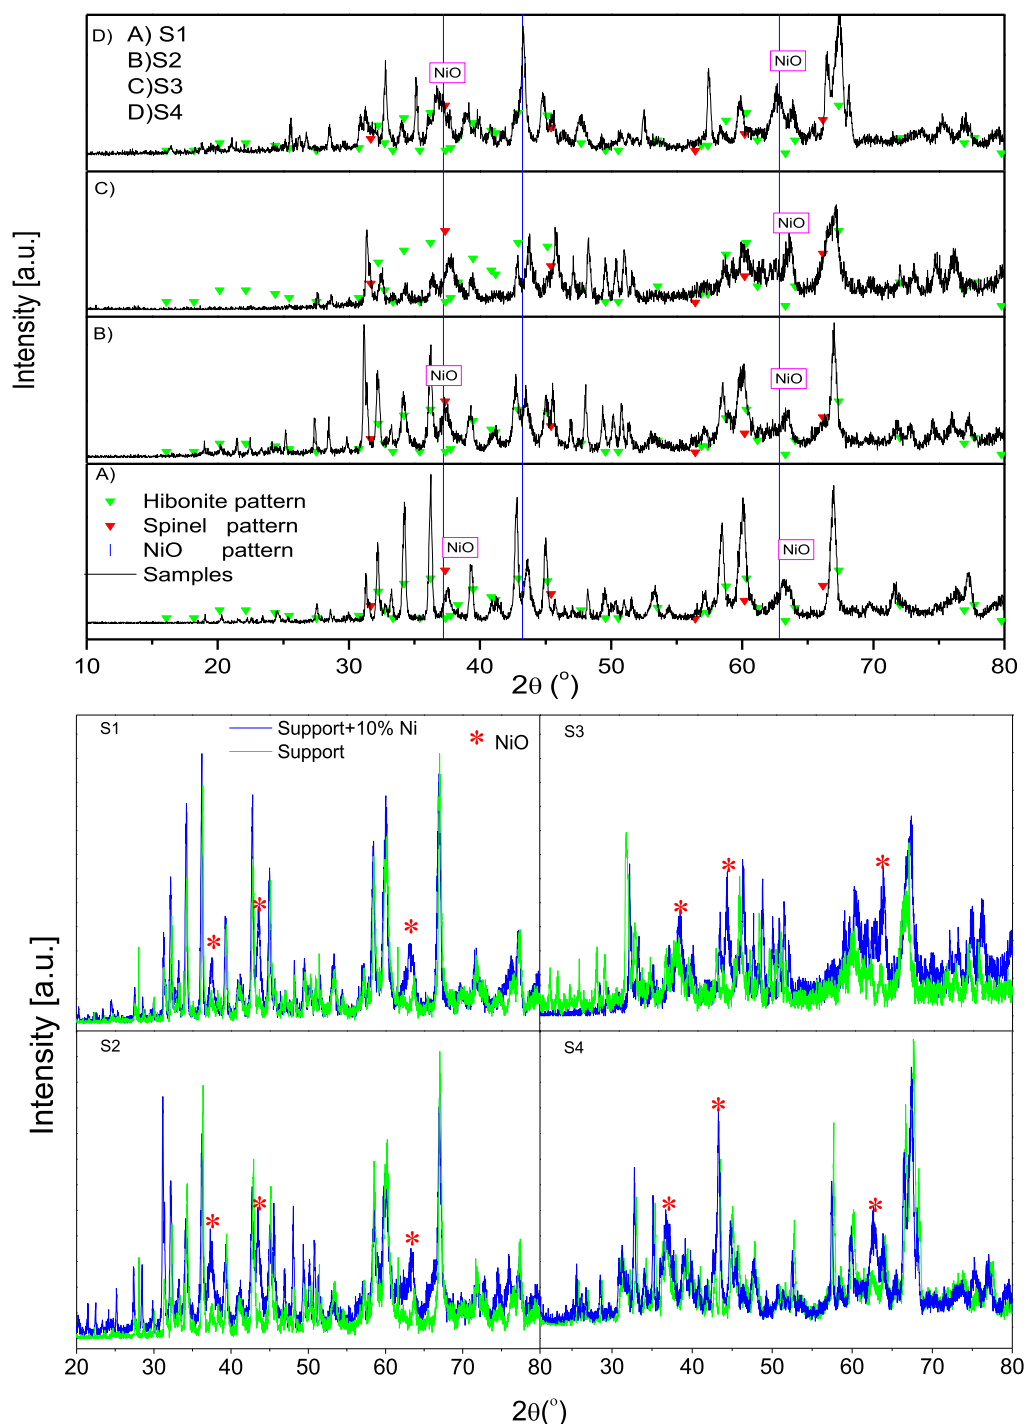 D)
A) S1
B)S2
C)S3
D)S4
NiO
NiO
C)
NiO
B)
NiO
NiO
A)
Hibonite pattern
Spinel pattern
NiO pattern
Samples
NiO
NiO
Intensity [a.u.]
10 20 30 40 50 60 70 80
2θ (°)
S1
Support+10% Ni
Support
* NiO
S3
S2
S4
Intensity [a.u.]
20 30 40 50 60 70 80 30 40 50 60 70 80
2θ(°)